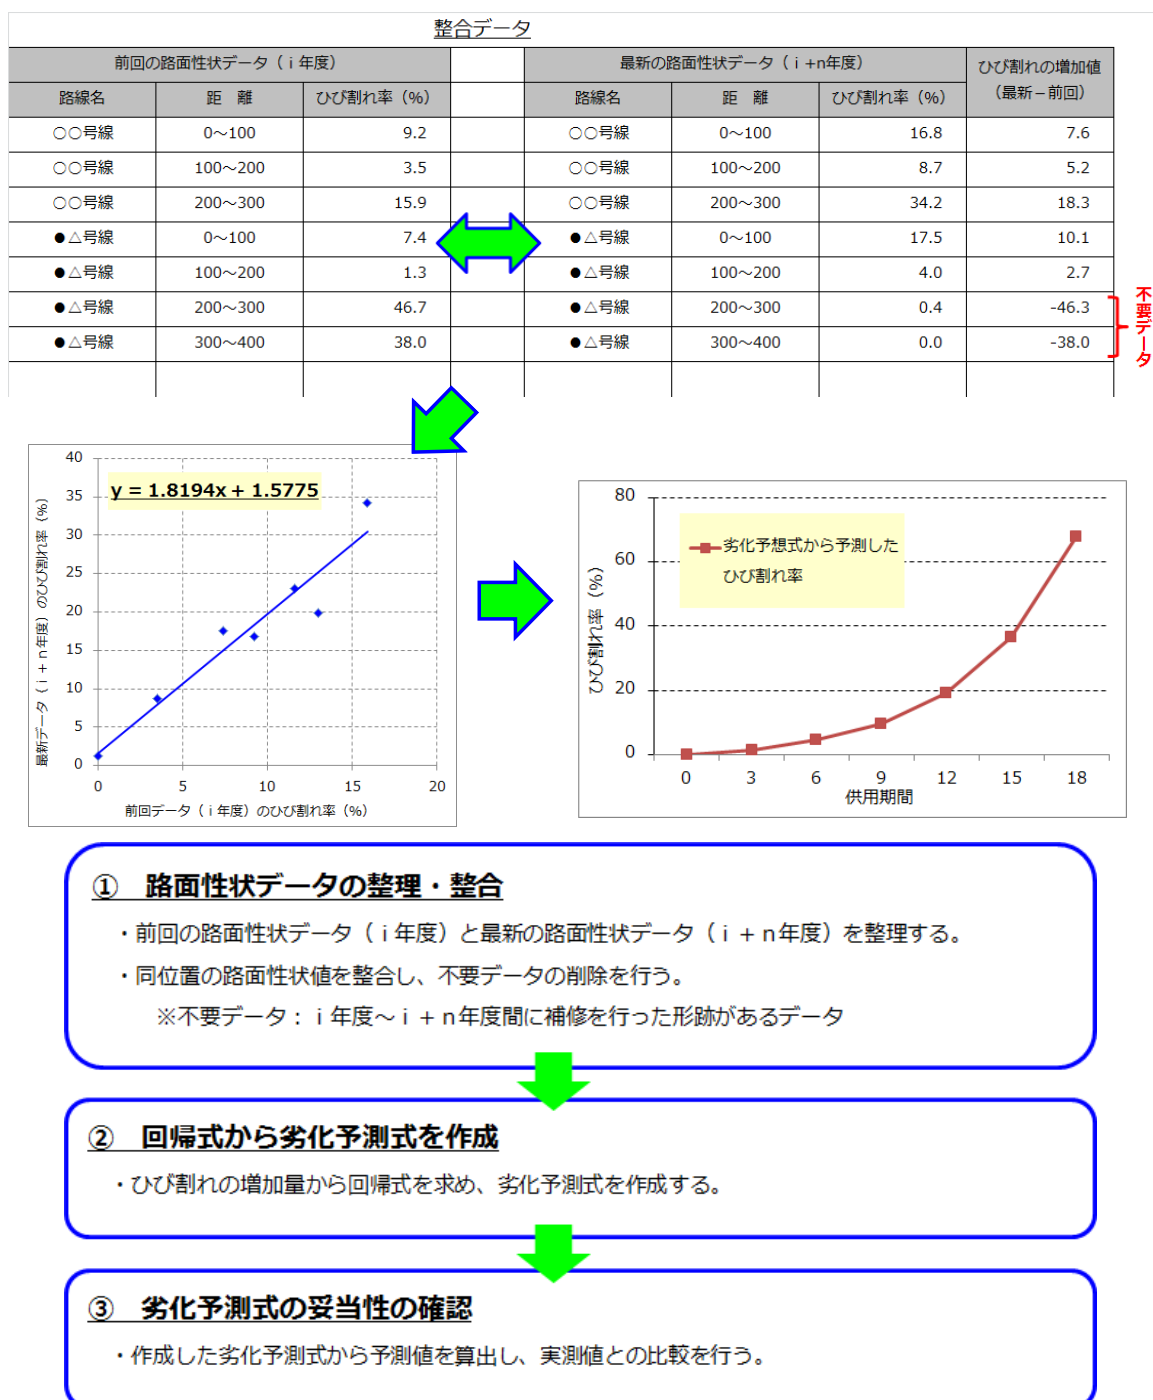 整合データ
前回の路面性状データ（ｉ年度） 最新の路面性状データ（ｉ+n年度） ひび割れの増加値
（最新－前回）
路線名 距　離 ひび割れ率（%） 路線名 距　離 ひび割れ率（%）
○○号線 0～100 9.2 ○○号線 0～100 16.8 7.6
○○号線 100～200 3.5 ○○号線 100～200 8.7 5.2
○○号線 200～300 15.9 ○○号線 200～300 34.2 18.3
●△号線 0～100 7.4 ●△号線 0～100 17.5 10.1
●△号線 100～200 1.3 ●△号線 100～200 4.0 2.7
●△号線 200～300 46.7 ●△号線 200～300 0.4 -46.3
●△号線 300～400 38.0 ●△号線 300～400 0.0 -38.0
不要データ
最新データ（ｉ＋ｎ年度）のひび割れ率（%）
40
35
30
25
20
15
10
5
0
y = 1.8194x + 1.5775
0 5 10 15 20
前回データ（ｉ年度）のひび割れ率（%）
ひび割れ率（%）
80
60
40
20
0
劣化予想式から予測した
ひび割れ率
0 3 6 9 12 15 18
供用期間
①　路面性状データの整理・整合
・前回の路面性状データ（ｉ年度）と最新の路面性状データ（ｉ＋ｎ年度）を整理する。
・同位置の路面性状値を整合し、不要データの削除を行う。
※不要データ：ｉ年度～ｉ＋ｎ年度間に補修を行った形跡があるデータ
②　回帰式から劣化予測式を作成
・ひび割れの増加量から回帰式を求め、劣化予測式を作成する。
③　劣化予測式の妥当性の確認
・作成した劣化予測式から予測値を算出し、実測値との比較を行う。